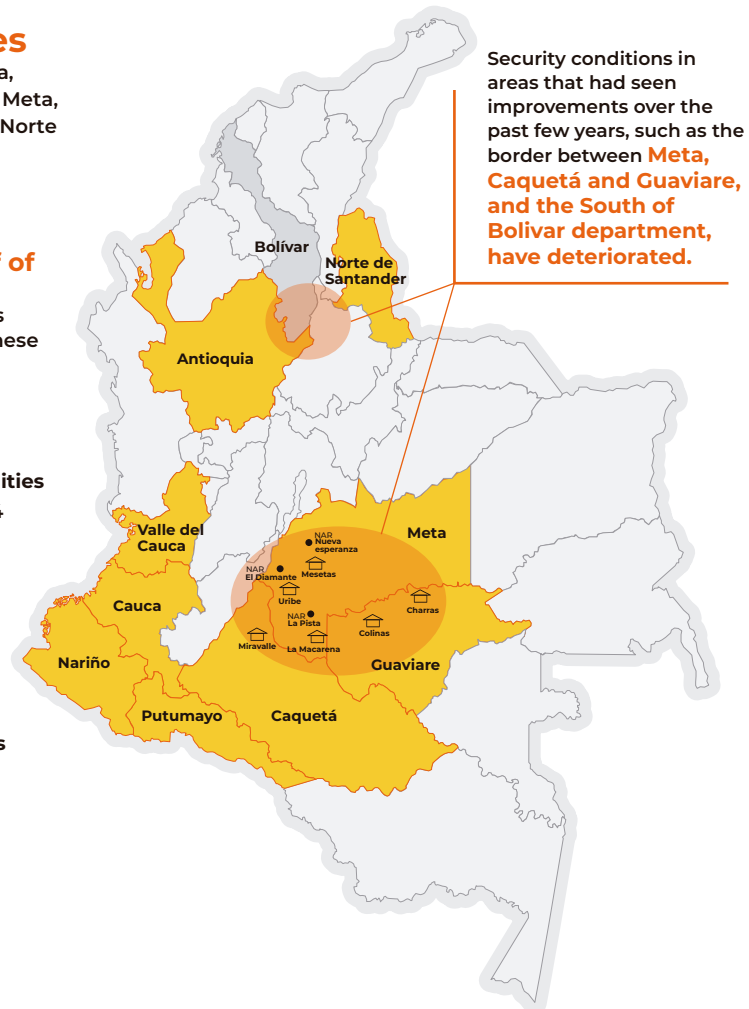 es
a,
Meta,
Norte
of
s
nese
ities
s
Security conditions in
areas that had seen
improvements over the
past few years, such as the
border between Meta,
Caquetá and Guaviare,
and the South of
Bolivar department,
have deteriorated.
Bolívar
Norte de
Santander
Antioquia
Valle del
Cauca
Cauca
Nariño
Putumayo
Caquetá
Meta
Guaviare
NAR
Nueva
esperanza
Mesetas
NAR
El Diamante
Uribe
NAR
La Pista
Charras
Colinas
Miravalle
La Macarena